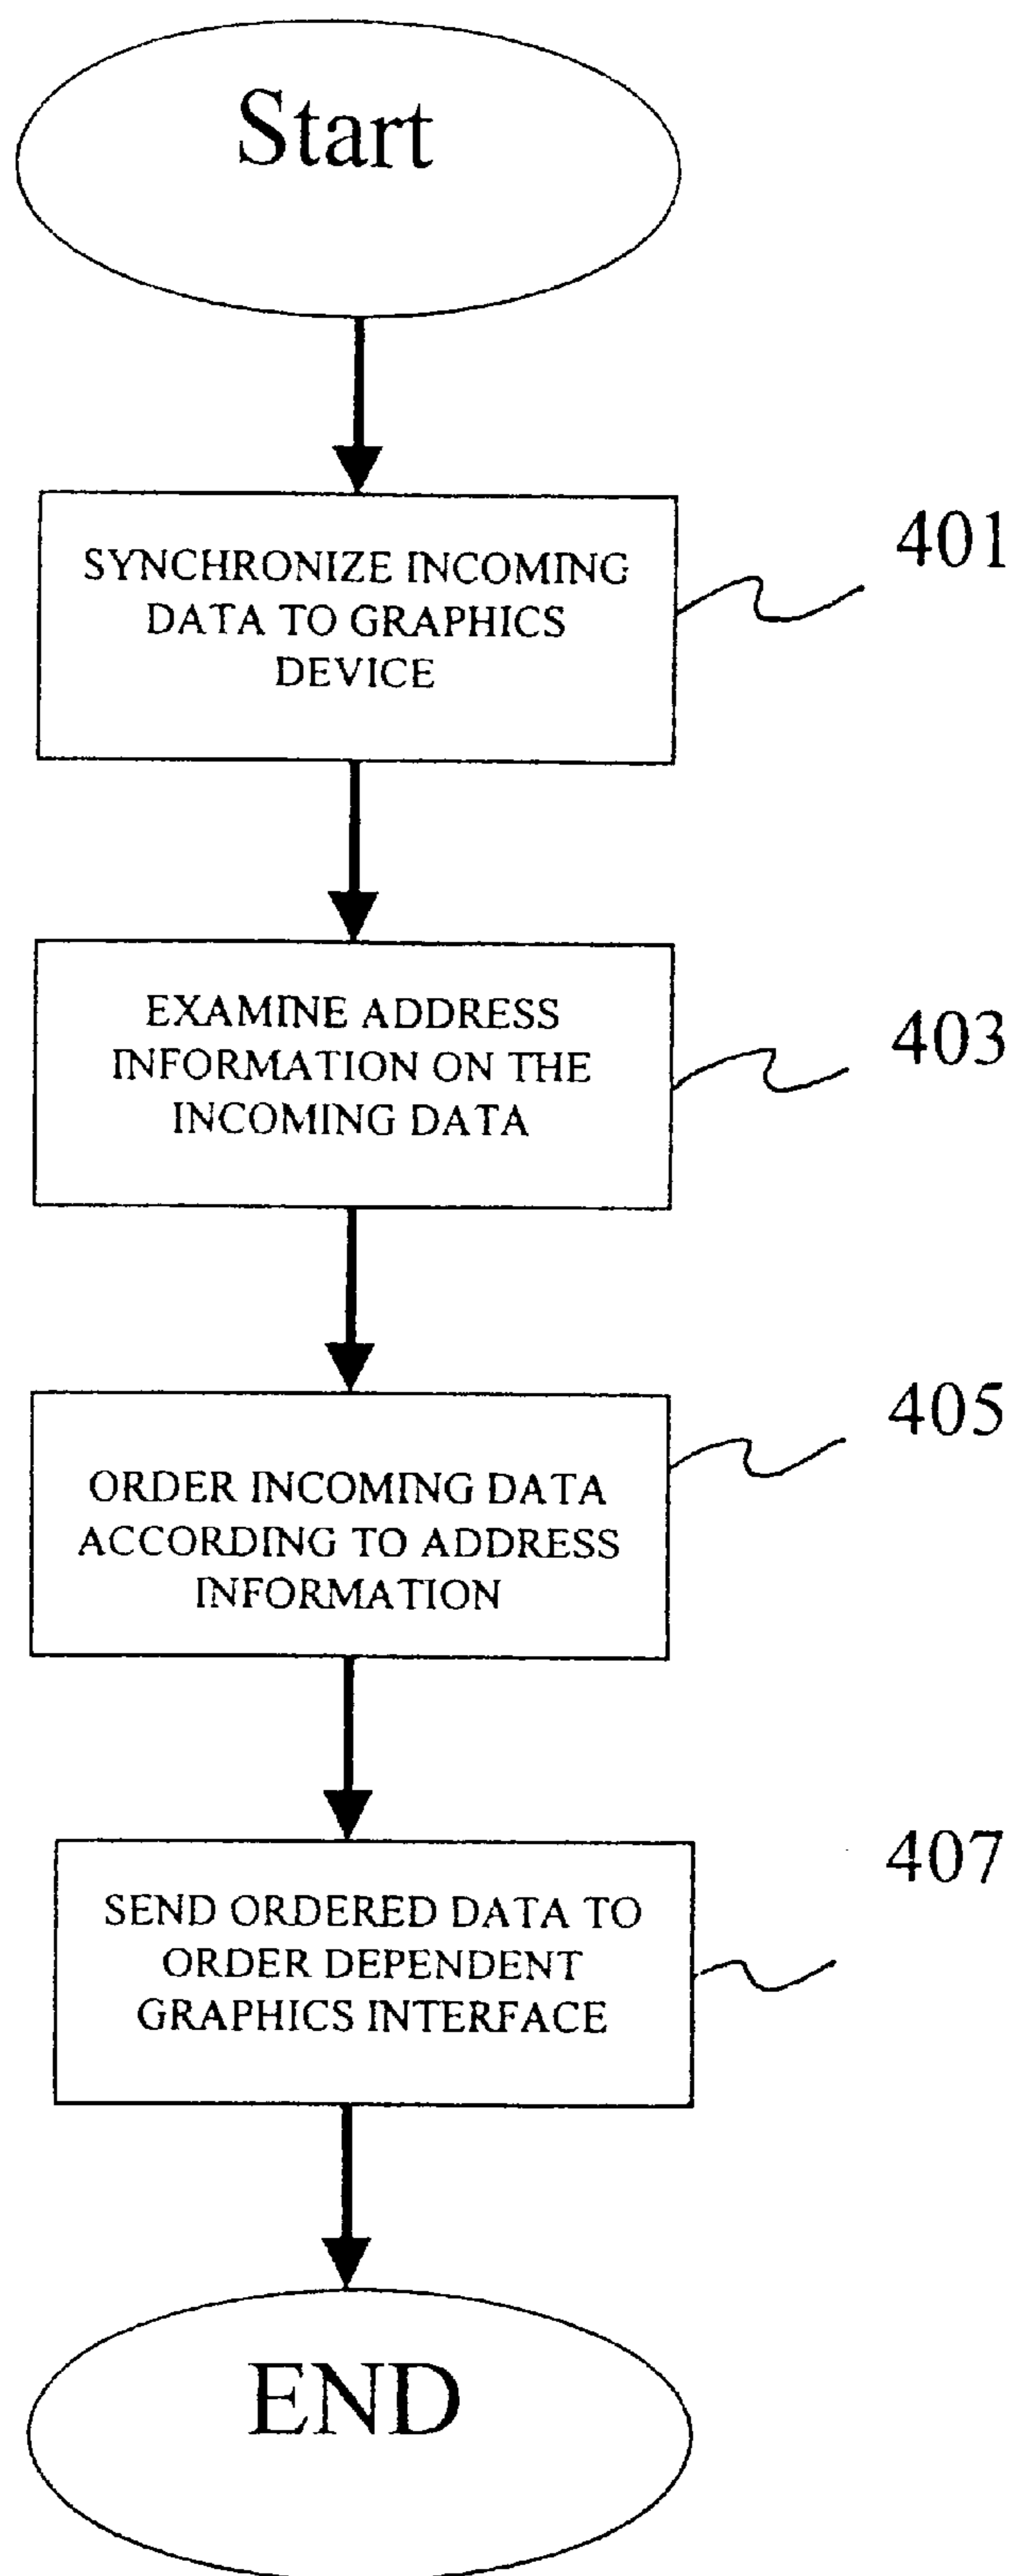 Start
SYNCHRONIZE INCOMING
DATA TO GRAPHICS
DEVICE
401
EXAMINE ADDRESS
INFORMATION ON THE
INCOMING DATA
403
ORDER INCOMING DATA
ACCORDING TO ADDRESS
INFORMATION
405
SEND ORDERED DATA TO
ORDER DEPENDENT
GRAPHICS INTERFACE
407
END